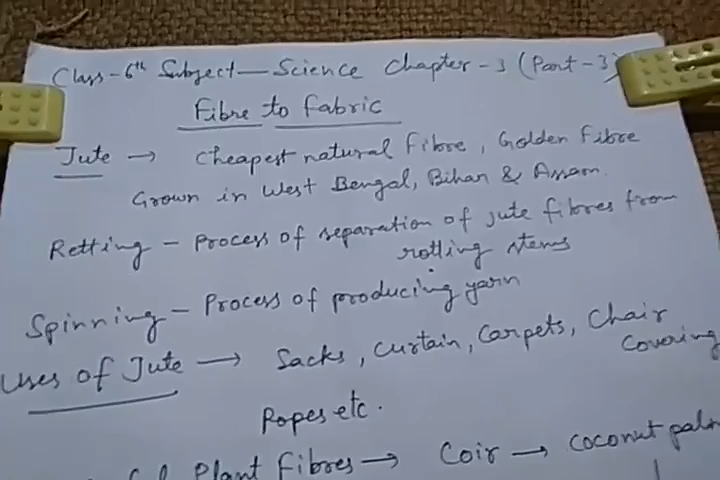 Class-6th Subject—Science Chapter-3 (Part-3)
Fibre to fabric
Jute → Cheapest natural Fibre, Golden Fibre
Grown in West Bengal, Bihar & Assam.
Retting - Process of separation of jute fibres from
rotting stems
Spinning - Process of producing yarn
Uses of Jute → Sacks, Curtain, Carpets, Chair
Covering
Ropes etc.
Plant Fibres → Coir → Coconut palm